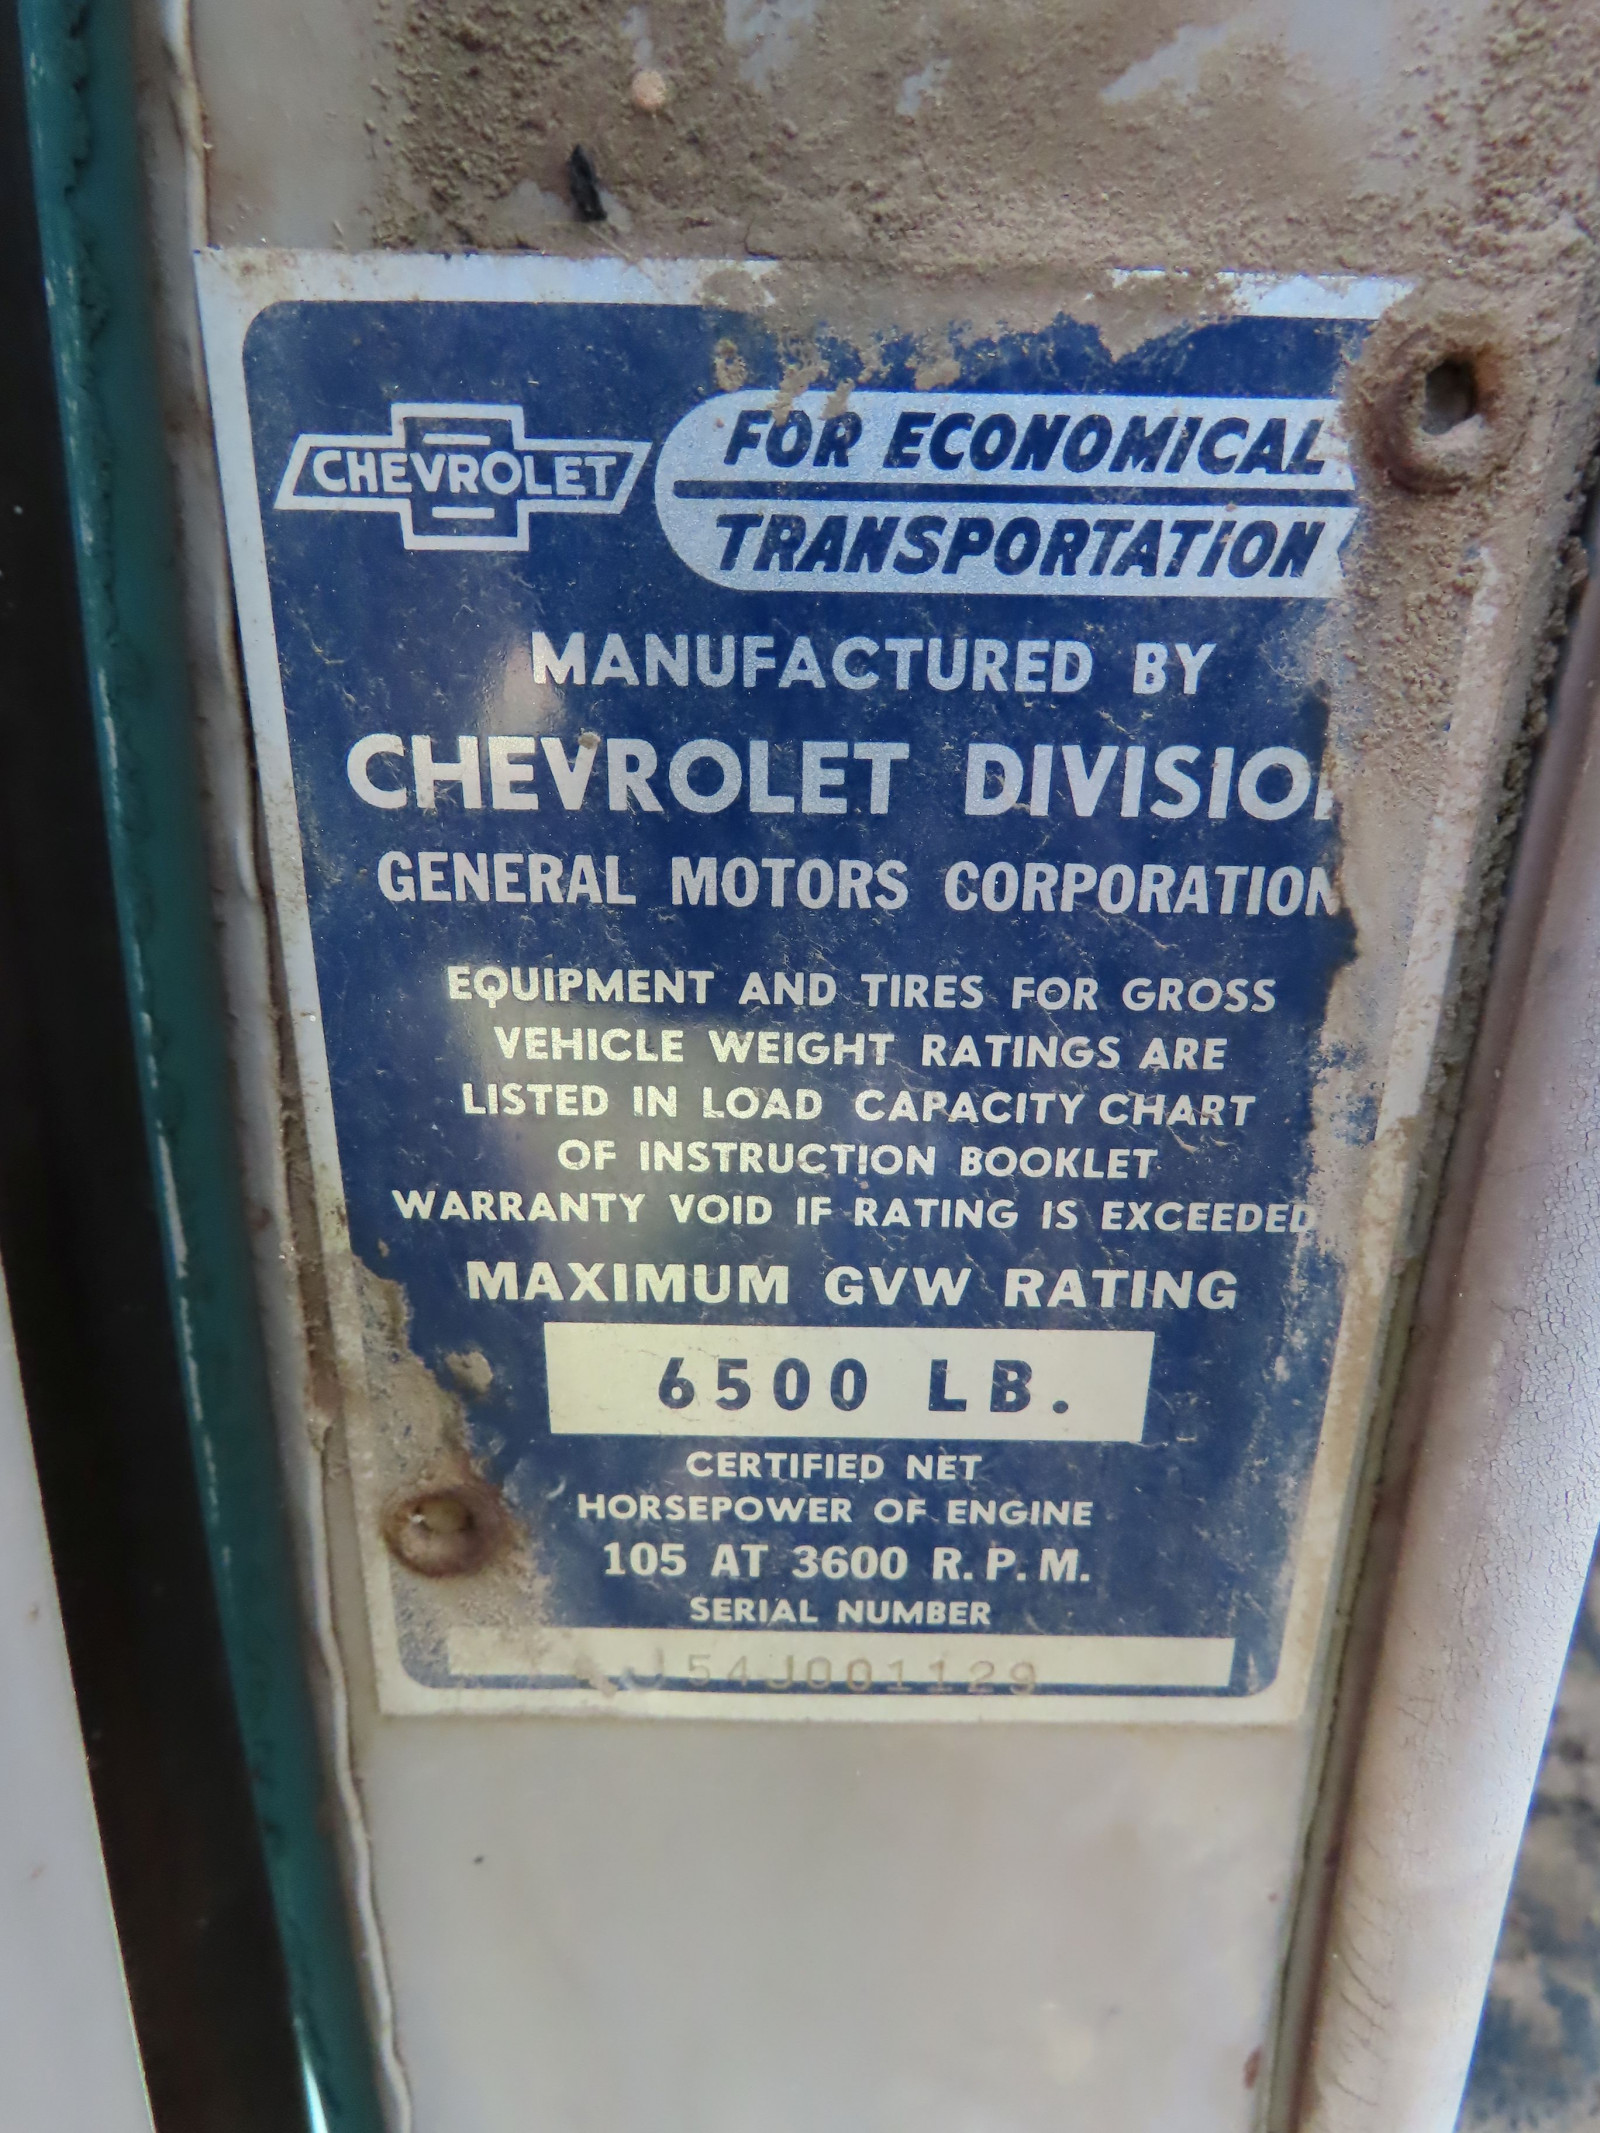 CHEVROLET
FOR ECONOMICAL
TRANSPORTATION
MANUFACTURED BY
CHEVROLET DIVISION
GENERAL MOTORS CORPORATION
EQUIPMENT AND TIRES FOR GROSS
VEHICLE WEIGHT RATINGS ARE
LISTED IN LOAD CAPACITY CHART
OF INSTRUCTION BOOKLET
WARRANTY VOID IF RATING IS EXCEEDED
MAXIMUM GVW RATING
6500 LB.
CERTIFIED NET
HORSEPOWER OF ENGINE
105 AT 3600 R.P.M.
SERIAL NUMBER
J54J001129